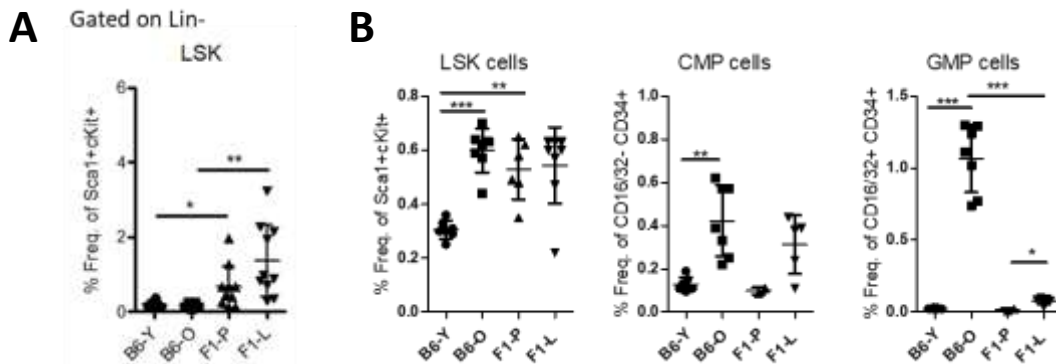 A
Gated on Lin-
LSK
% Freq. of Sca1+cKit+
6
4
2
0
B6-Y
B6-O
F1-P
F1-L
*
**
B
LSK cells
% Freq. of Sca1+cKit+
0.8
0.6
0.4
0.2
0.0
B6-Y
B6-O
F1-P
F1-L
***
**
CMP cells
% Freq. of CD16/32- CD34+
1.0
0.8
0.6
0.4
0.2
0.0
B6-Y
B6-O
F1-P
F1-L
**
GMP cells
% Freq. of CD16/32+ CD34+
1.5
1.0
0.5
0.0
B6-Y
B6-O
F1-P
F1-L
***
***
*